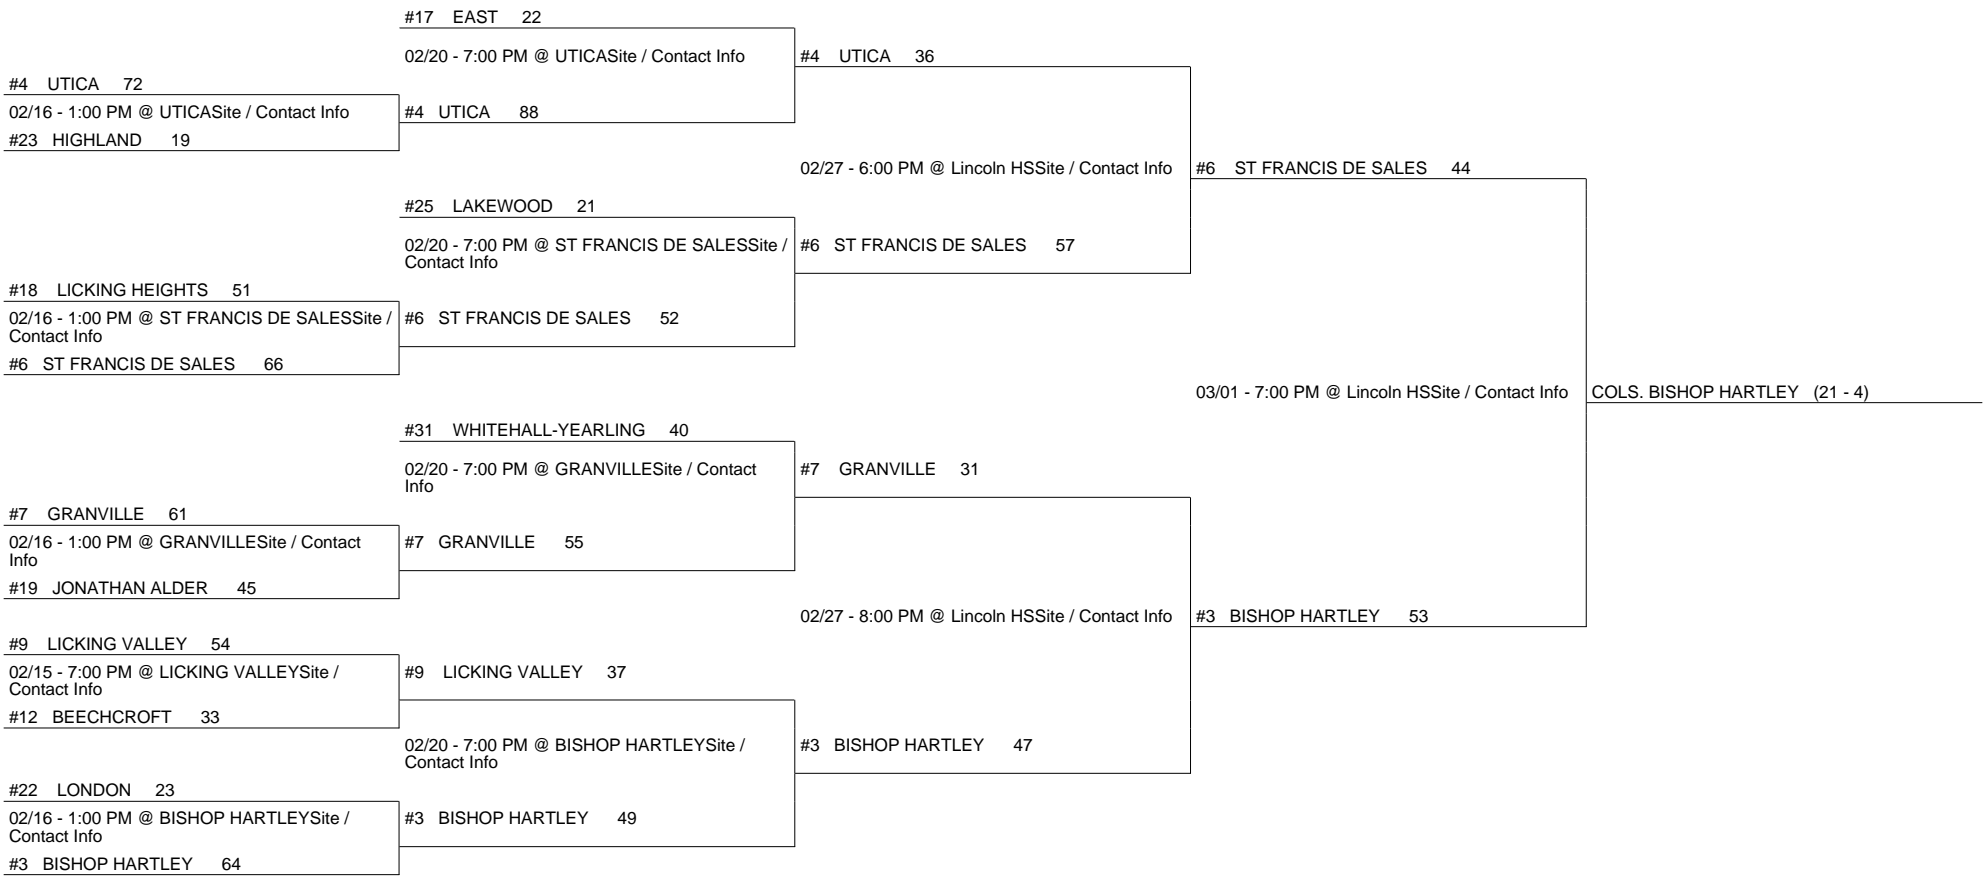 #17 EAST 22
02/20 - 7:00 PM @ UTICASite / Contact Info
#4 UTICA 36
#4 UTICA 72
02/16 - 1:00 PM @ UTICASite / Contact Info
#4 UTICA 88
#23 HIGHLAND 19
02/27 - 6:00 PM @ Lincoln HSSite / Contact Info
#6 ST FRANCIS DE SALES 44
#25 LAKEWOOD 21
02/20 - 7:00 PM @ ST FRANCIS DE SALESSite /
Contact Info
#6 ST FRANCIS DE SALES 57
#18 LICKING HEIGHTS 51
02/16 - 1:00 PM @ ST FRANCIS DE SALESSite /
Contact Info
#6 ST FRANCIS DE SALES 52
#6 ST FRANCIS DE SALES 66
03/01 - 7:00 PM @ Lincoln HSSite / Contact Info
COLS. BISHOP HARTLEY (21 - 4)
#31 WHITEHALL-YEARLING 40
02/20 - 7:00 PM @ GRANVILLESite / Contact
Info
#7 GRANVILLE 31
#7 GRANVILLE 61
02/16 - 1:00 PM @ GRANVILLESite / Contact
Info
#7 GRANVILLE 55
#19 JONATHAN ALDER 45
02/27 - 8:00 PM @ Lincoln HSSite / Contact Info
#3 BISHOP HARTLEY 53
#9 LICKING VALLEY 54
02/15 - 7:00 PM @ LICKING VALLEYSite /
Contact Info
#9 LICKING VALLEY 37
#12 BEECHCROFT 33
02/20 - 7:00 PM @ BISHOP HARTLEYSite /
Contact Info
#3 BISHOP HARTLEY 47
#22 LONDON 23
02/16 - 1:00 PM @ BISHOP HARTLEYSite /
Contact Info
#3 BISHOP HARTLEY 49
#3 BISHOP HARTLEY 64